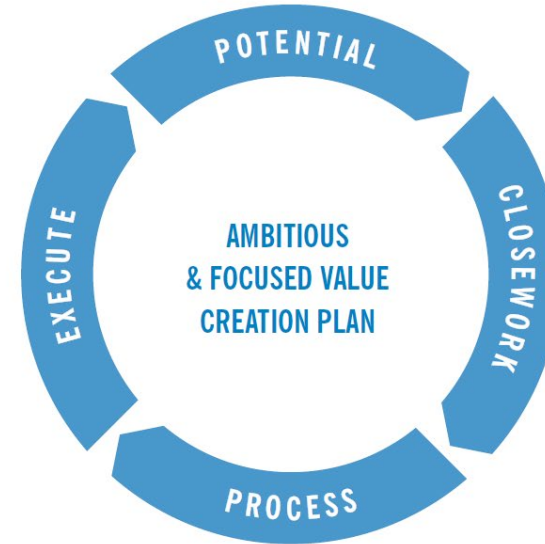 POTENTIAL
CLOSEWORK
PROCESS
EXECUTE
AMBITIOUS
& FOCUSED VALUE
CREATION PLAN